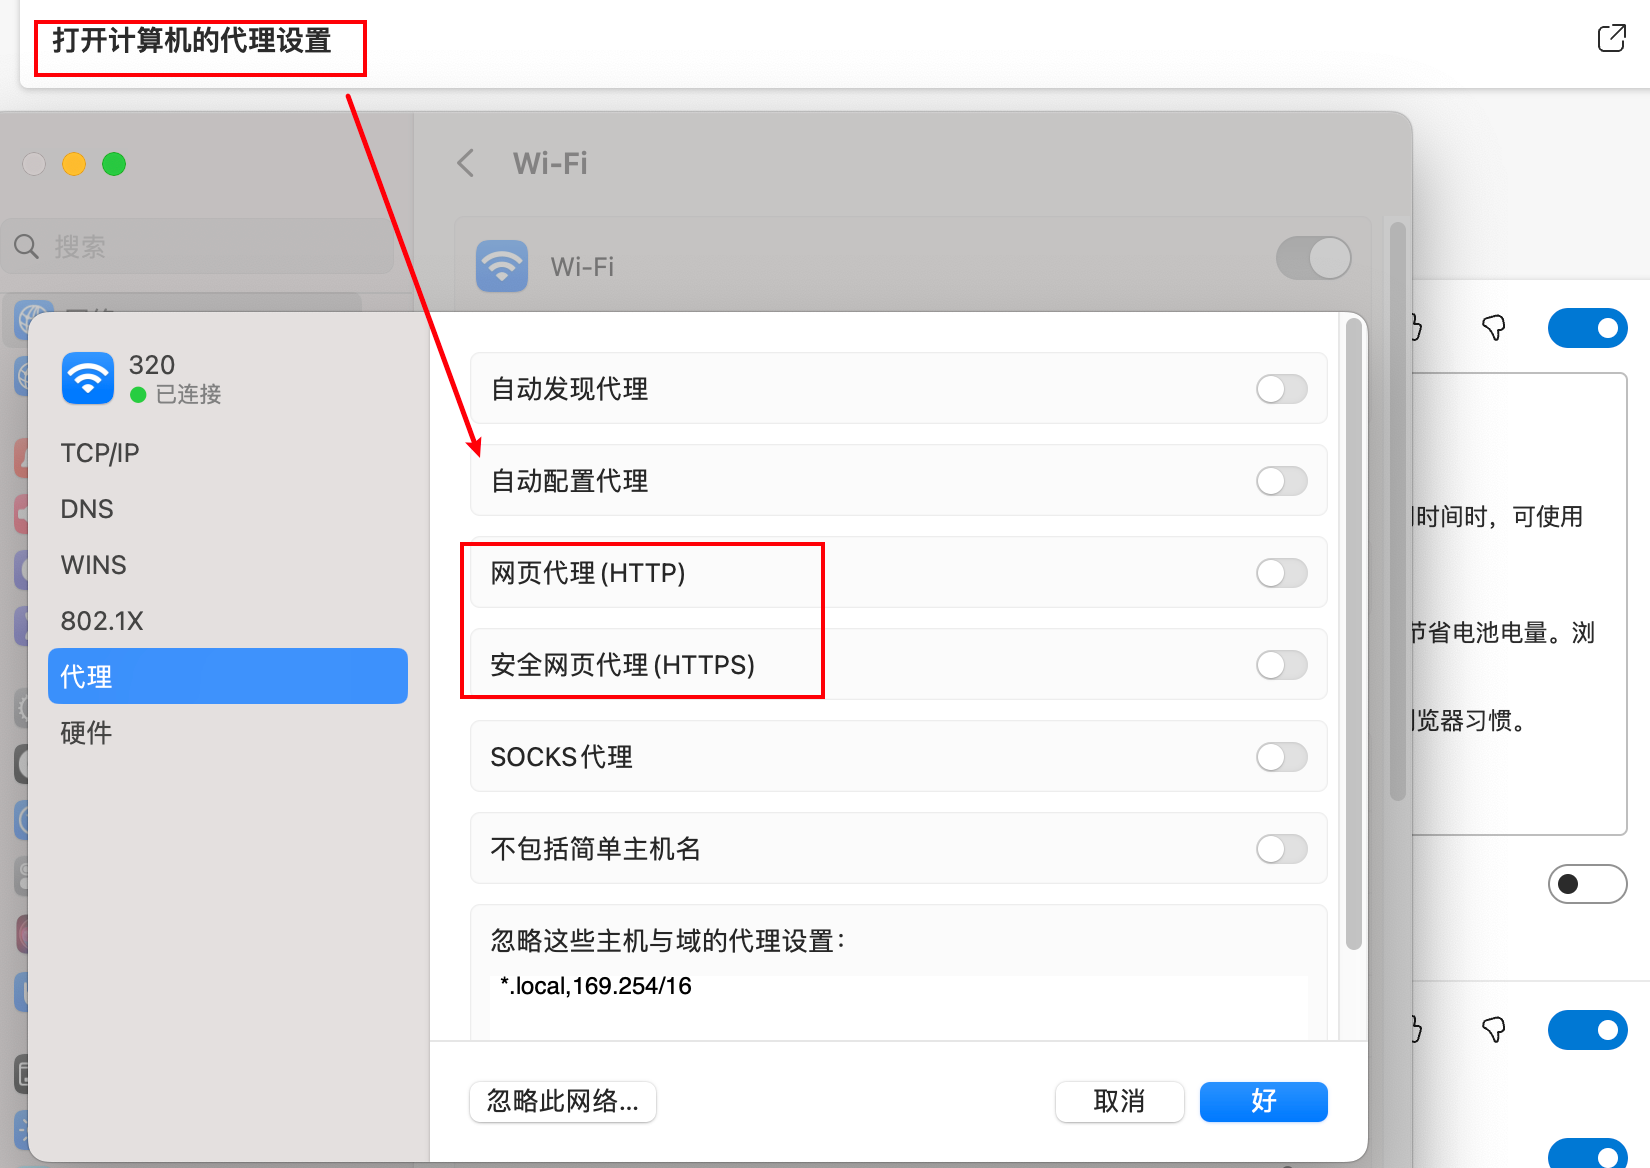 打开计算机的代理设置
Wi-Fi
搜索
Wi-Fi
320
已连接
TCP/IP
DNS
WINS
802.1X
代理
硬件
自动发现代理
自动配置代理
网页代理(HTTP)
安全网页代理(HTTPS)
SOCKS代理
不包括简单主机名
忽略这些主机与域的代理设置：
*.local,169.254/16
忽略此网络...
取消
好
时间时，可使用
节省电池电量。浏
览器习惯。